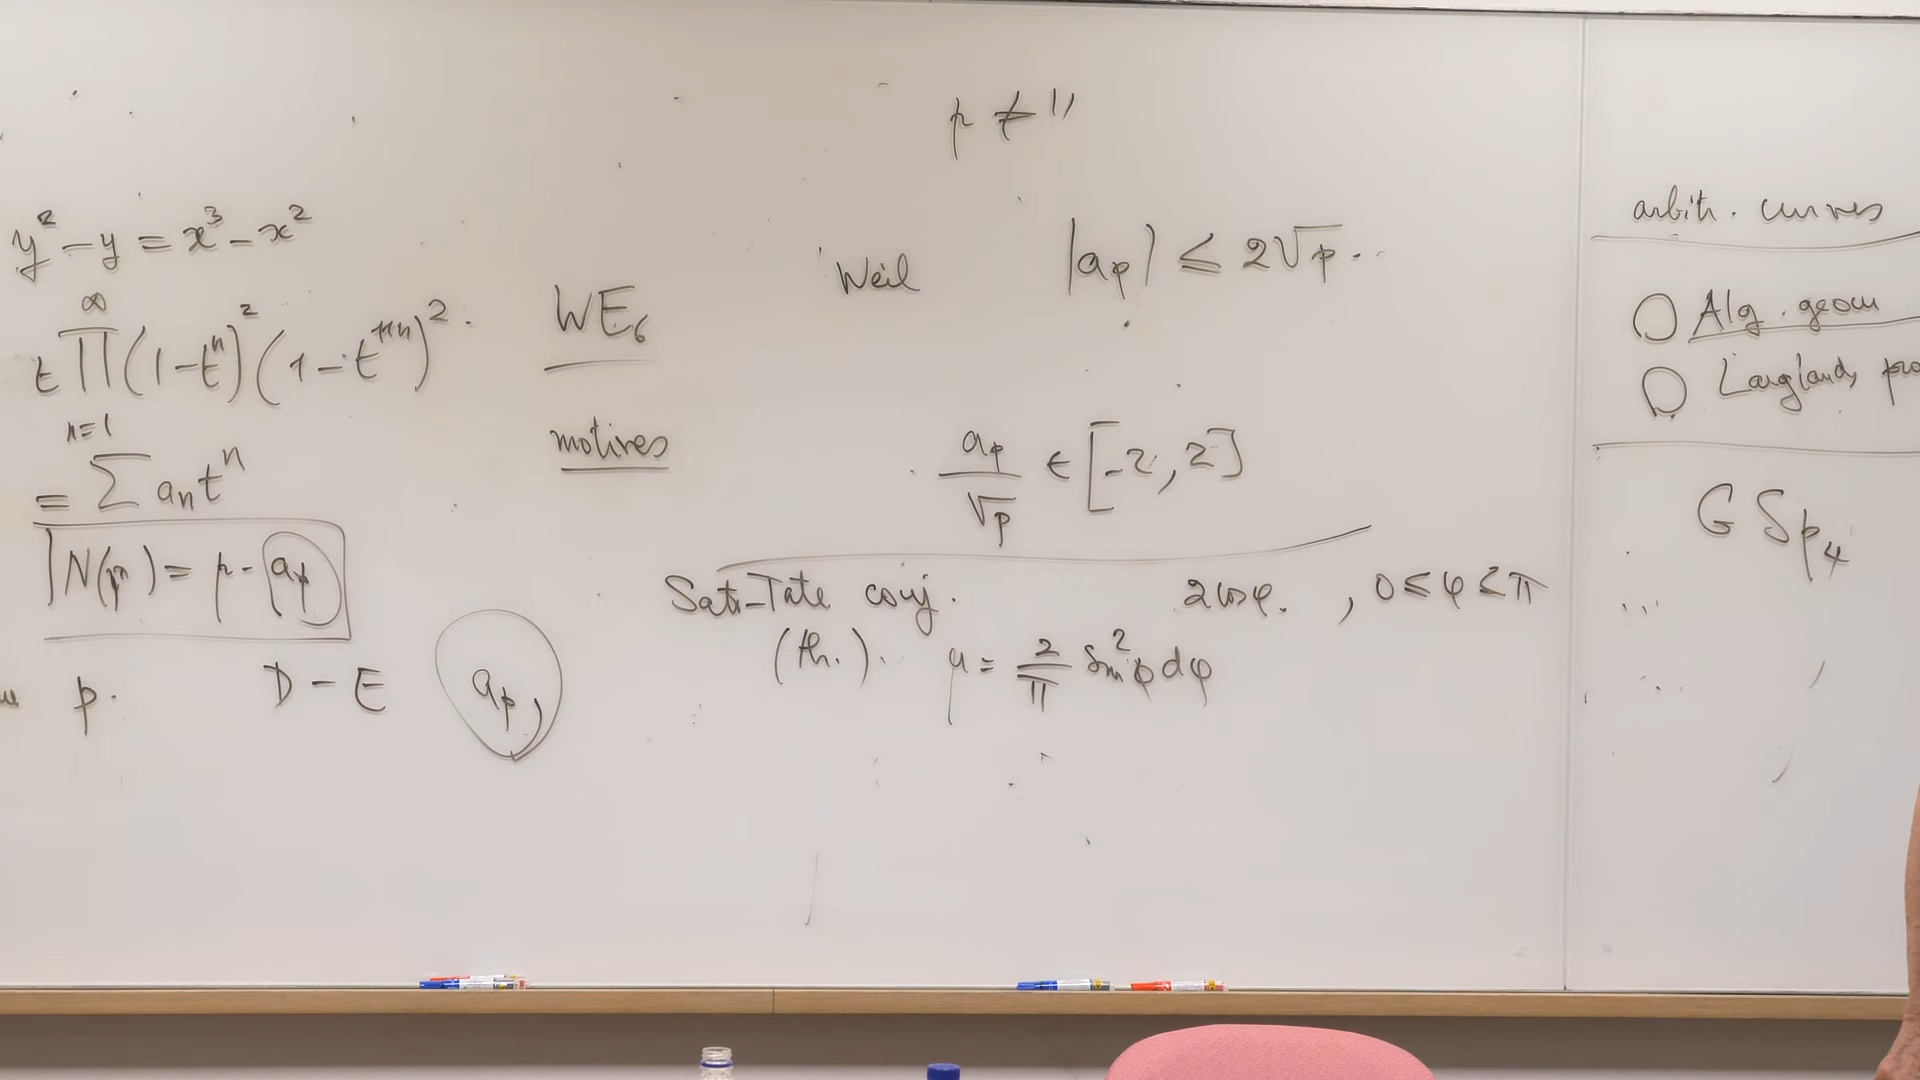 y² – y = x³ – x²
t ∏_{n=1}^{∞} (1–tⁿ)² (1–t¹¹ⁿ)².
= ∑ aₙtⁿ
N(p) = p – a_p
p.
D – E
a_p,
WE₆
motives
p ≠ 11
Weil |a_p| ≤ 2√p.
a_p/√p ∈ [–2, 2]
Sato–Tate conj. 2cosφ. , 0 ≤ φ ≤ π
(th.). μ = 2/π sin²φ dφ
arbitr. curves
Alg. geom
Langlands pro
GSp₄